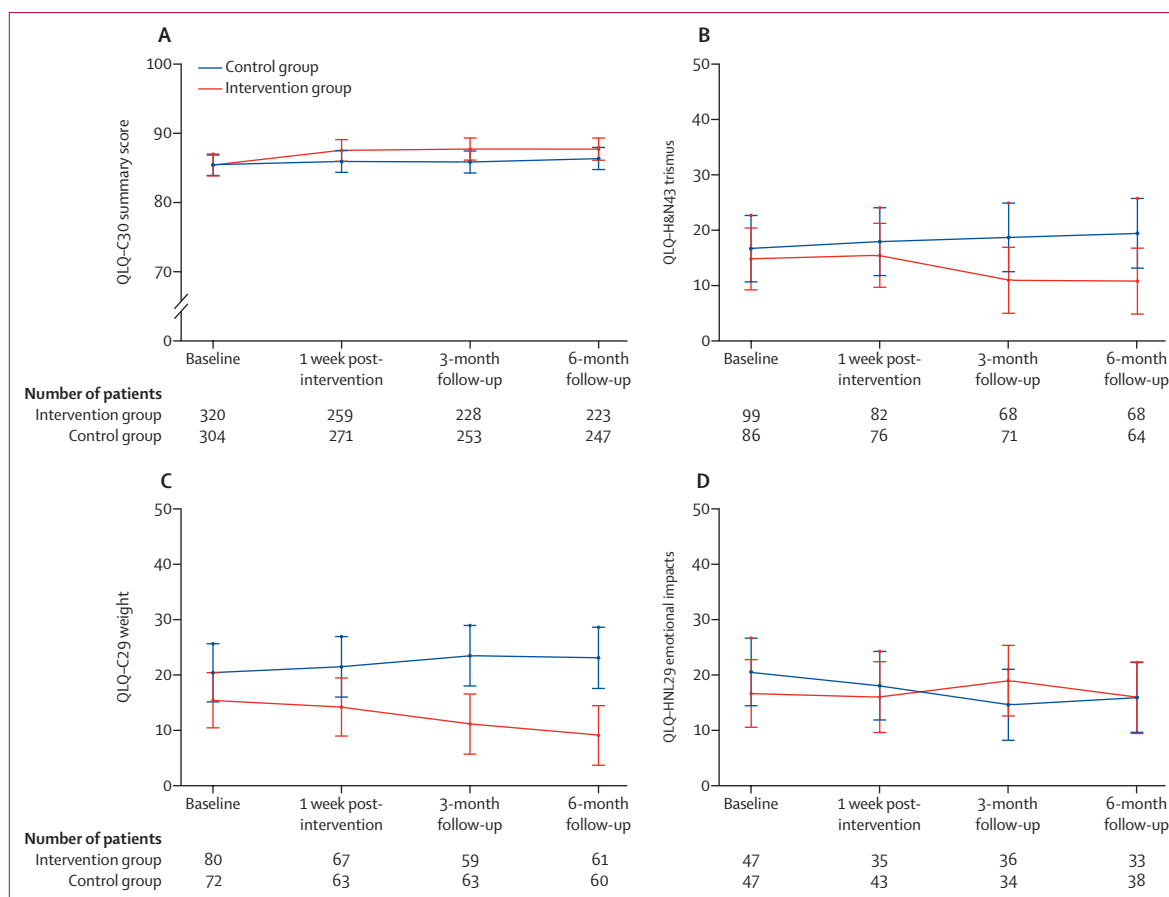 A
QLQ–C30 summary score
100
90
80
70
0
Control group
Intervention group
Baseline
1 week post-
intervention
3-month
follow-up
6-month
follow-up
Number of patients
Intervention group 320 259 228 223
Control group 304 271 253 247
B
QLQ–H&N43 trismus
50
40
30
20
10
0
Baseline
1 week post-
intervention
3-month
follow-up
6-month
follow-up
99 82 68 68
86 76 71 64
C
QLQ–C29 weight
50
40
30
20
10
0
Baseline
1 week post-
intervention
3-month
follow-up
6-month
follow-up
Number of patients
Intervention group 80 67 59 61
Control group 72 63 63 60
D
QLQ–HNL29 emotional impacts
50
40
30
20
10
0
Baseline
1 week post-
intervention
3-month
follow-up
6-month
follow-up
47 35 36 33
47 43 34 38